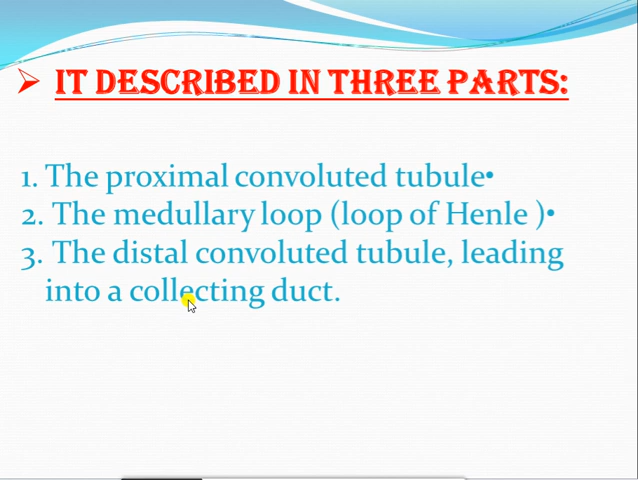 IT DESCRIBED IN THREE PARTS:
1. The proximal convoluted tubule•
2. The medullary loop (loop of Henle )•
3. The distal convoluted tubule, leading
into a collecting duct.